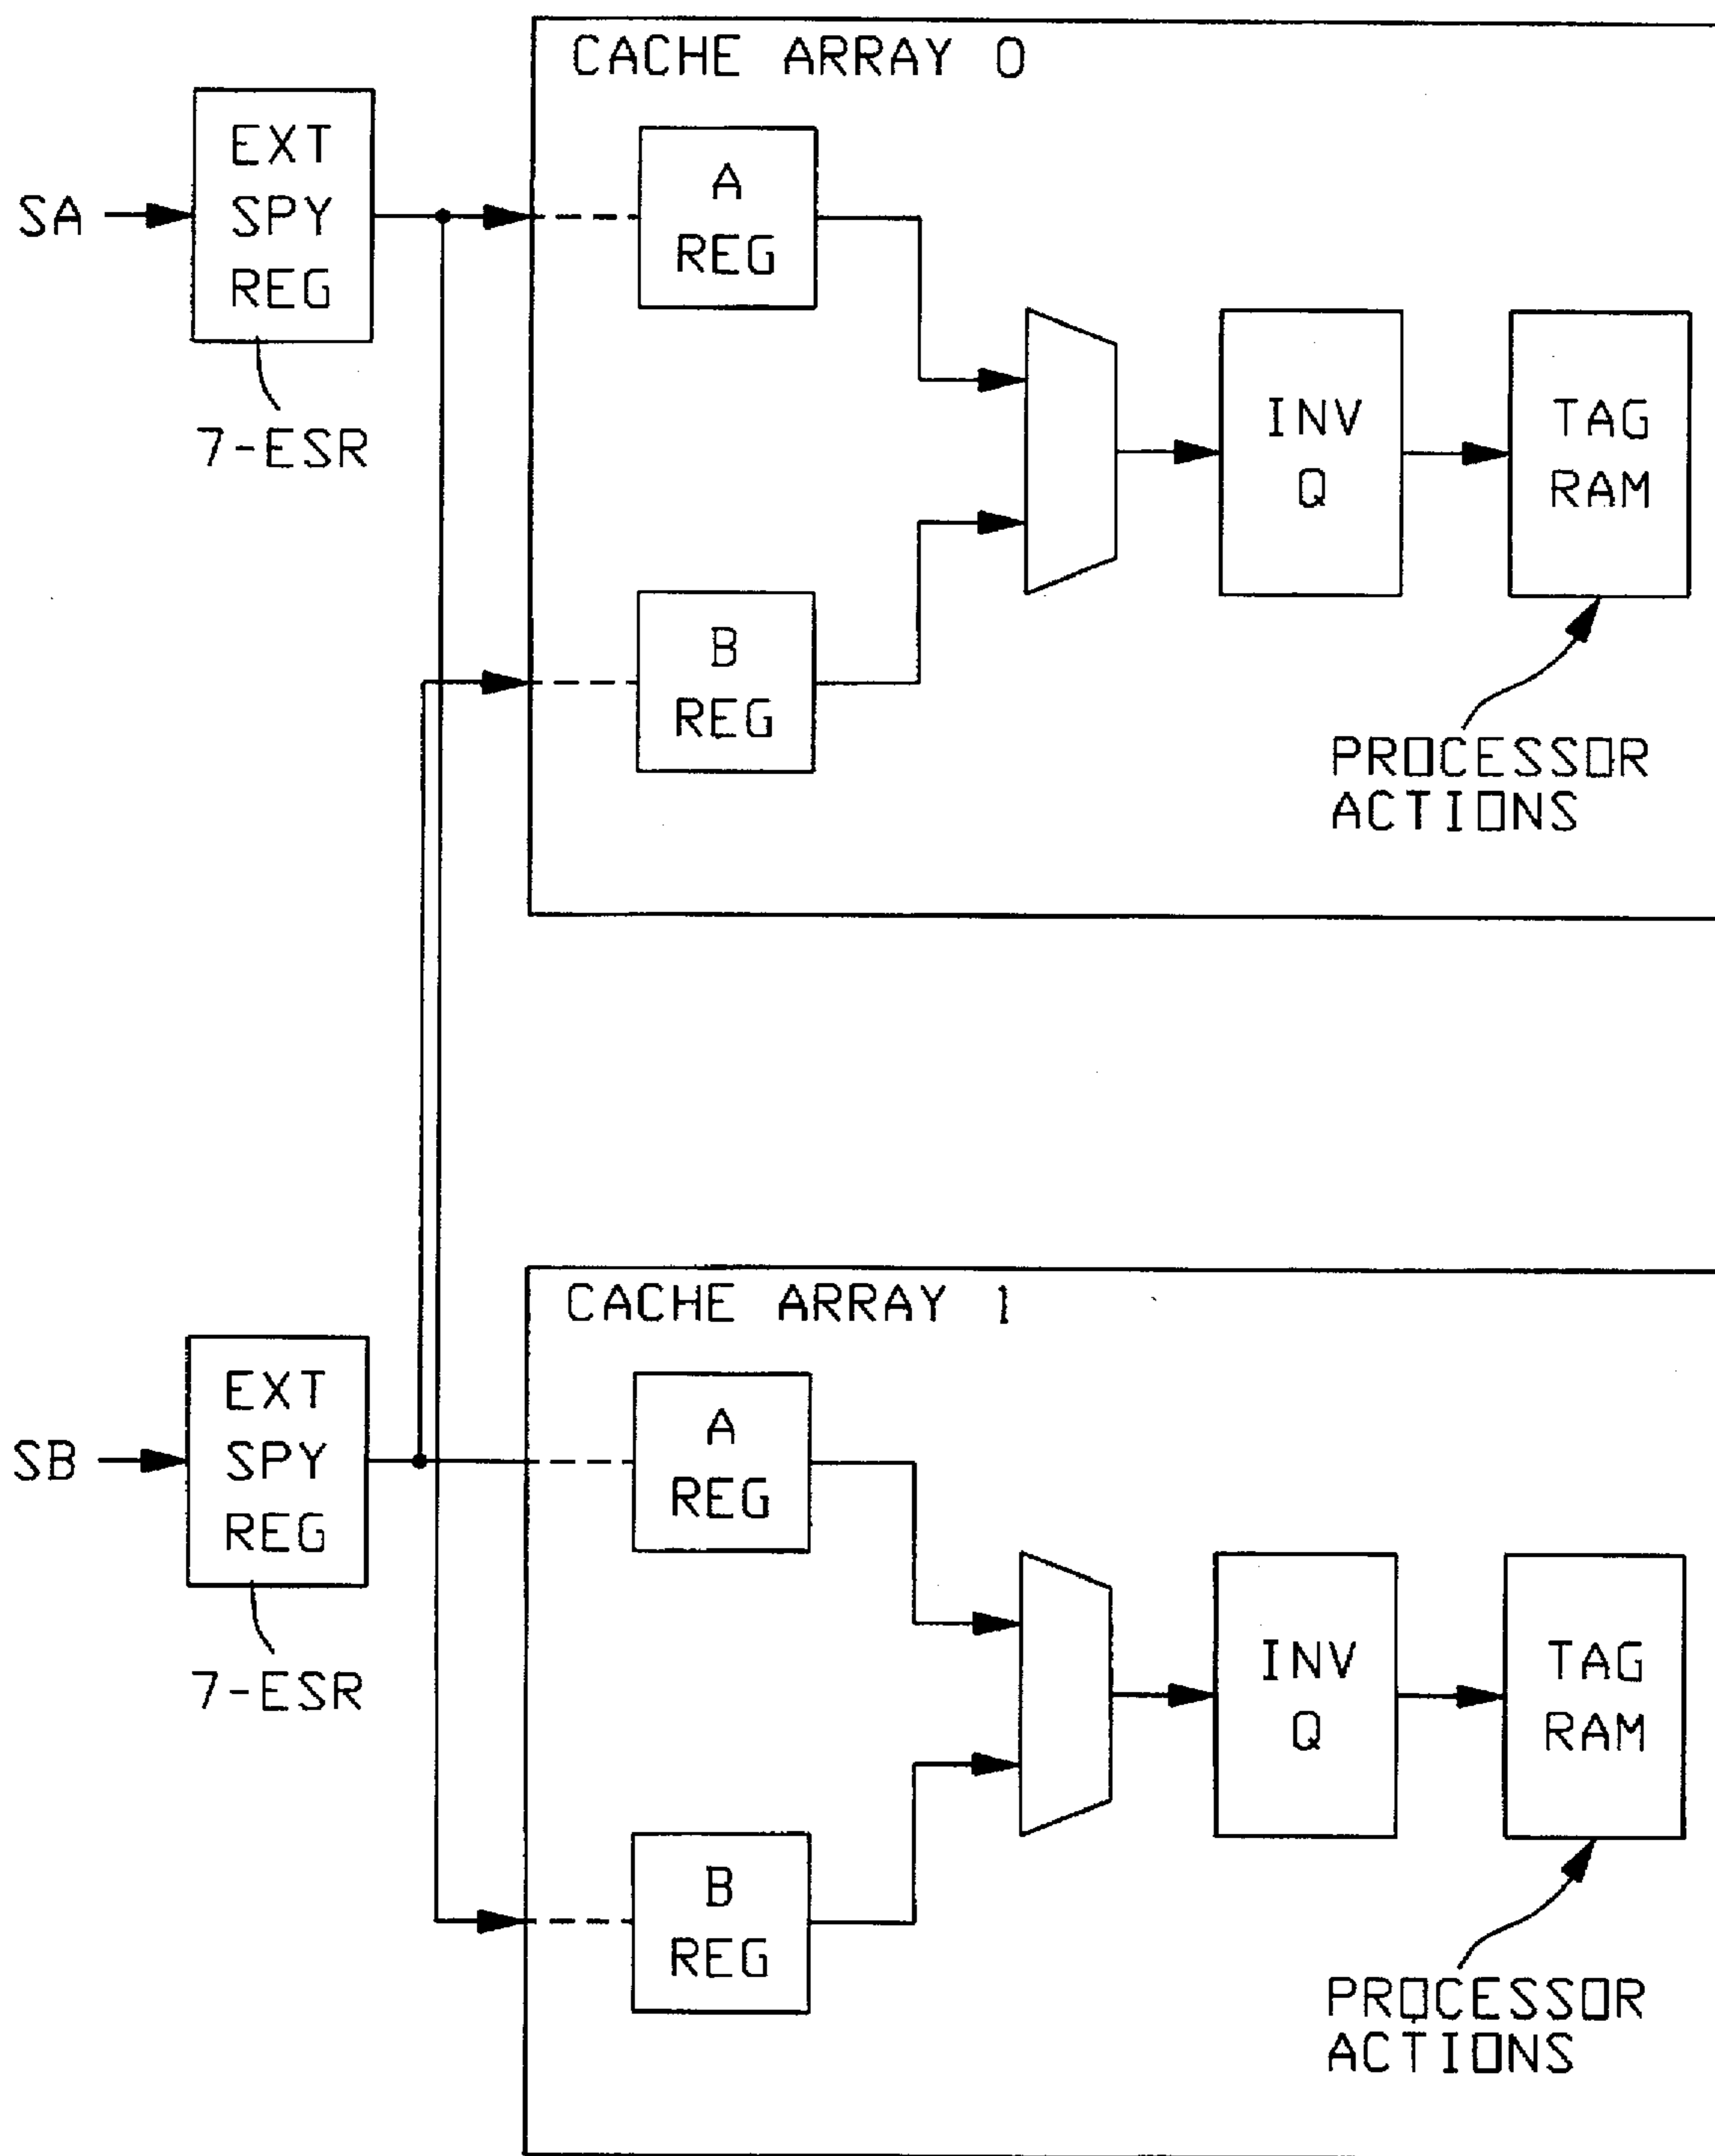 CACHE ARRAY 0
EXT
SPY
REG
SA
7-ESR
A
REG
B
REG
INV
Q
TAG
RAM
PROCESSOR
ACTIONS
CACHE ARRAY 1
EXT
SPY
REG
SB
7-ESR
A
REG
B
REG
INV
Q
TAG
RAM
PROCESSOR
ACTIONS